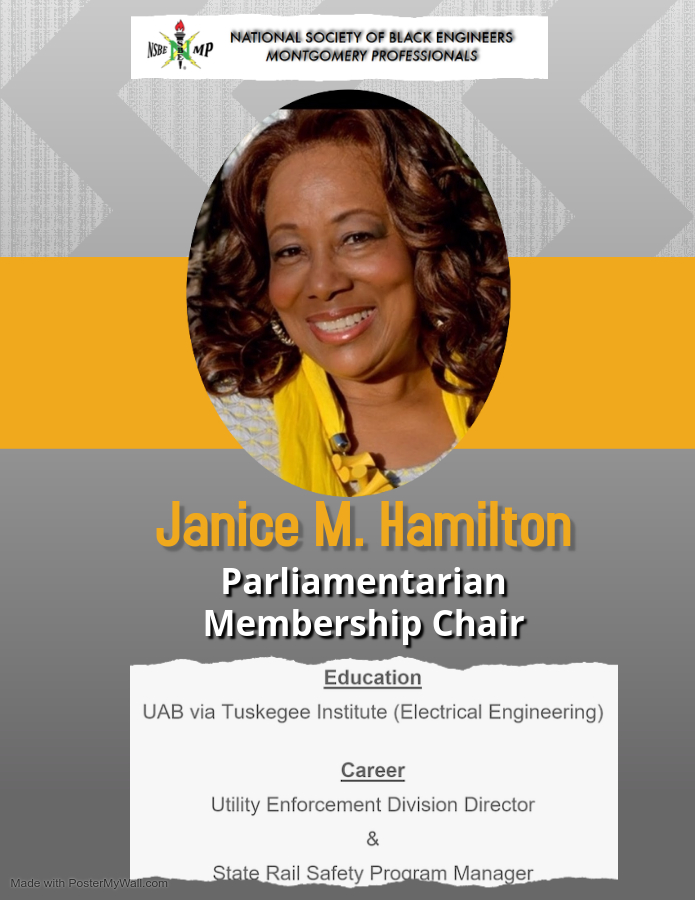 NSBE
MP
NSBE
NATIONAL SOCIETY OF BLACK ENGINEERS
MONTGOMERY PROFESSIONALS
Janice M. Hamilton
Parliamentarian
Membership Chair
Education
UAB via Tuskegee Institute (Electrical Engineering)
Career
Utility Enforcement Division Director
&
State Rail Safety Program Manager
Made with PosterMyWall.com